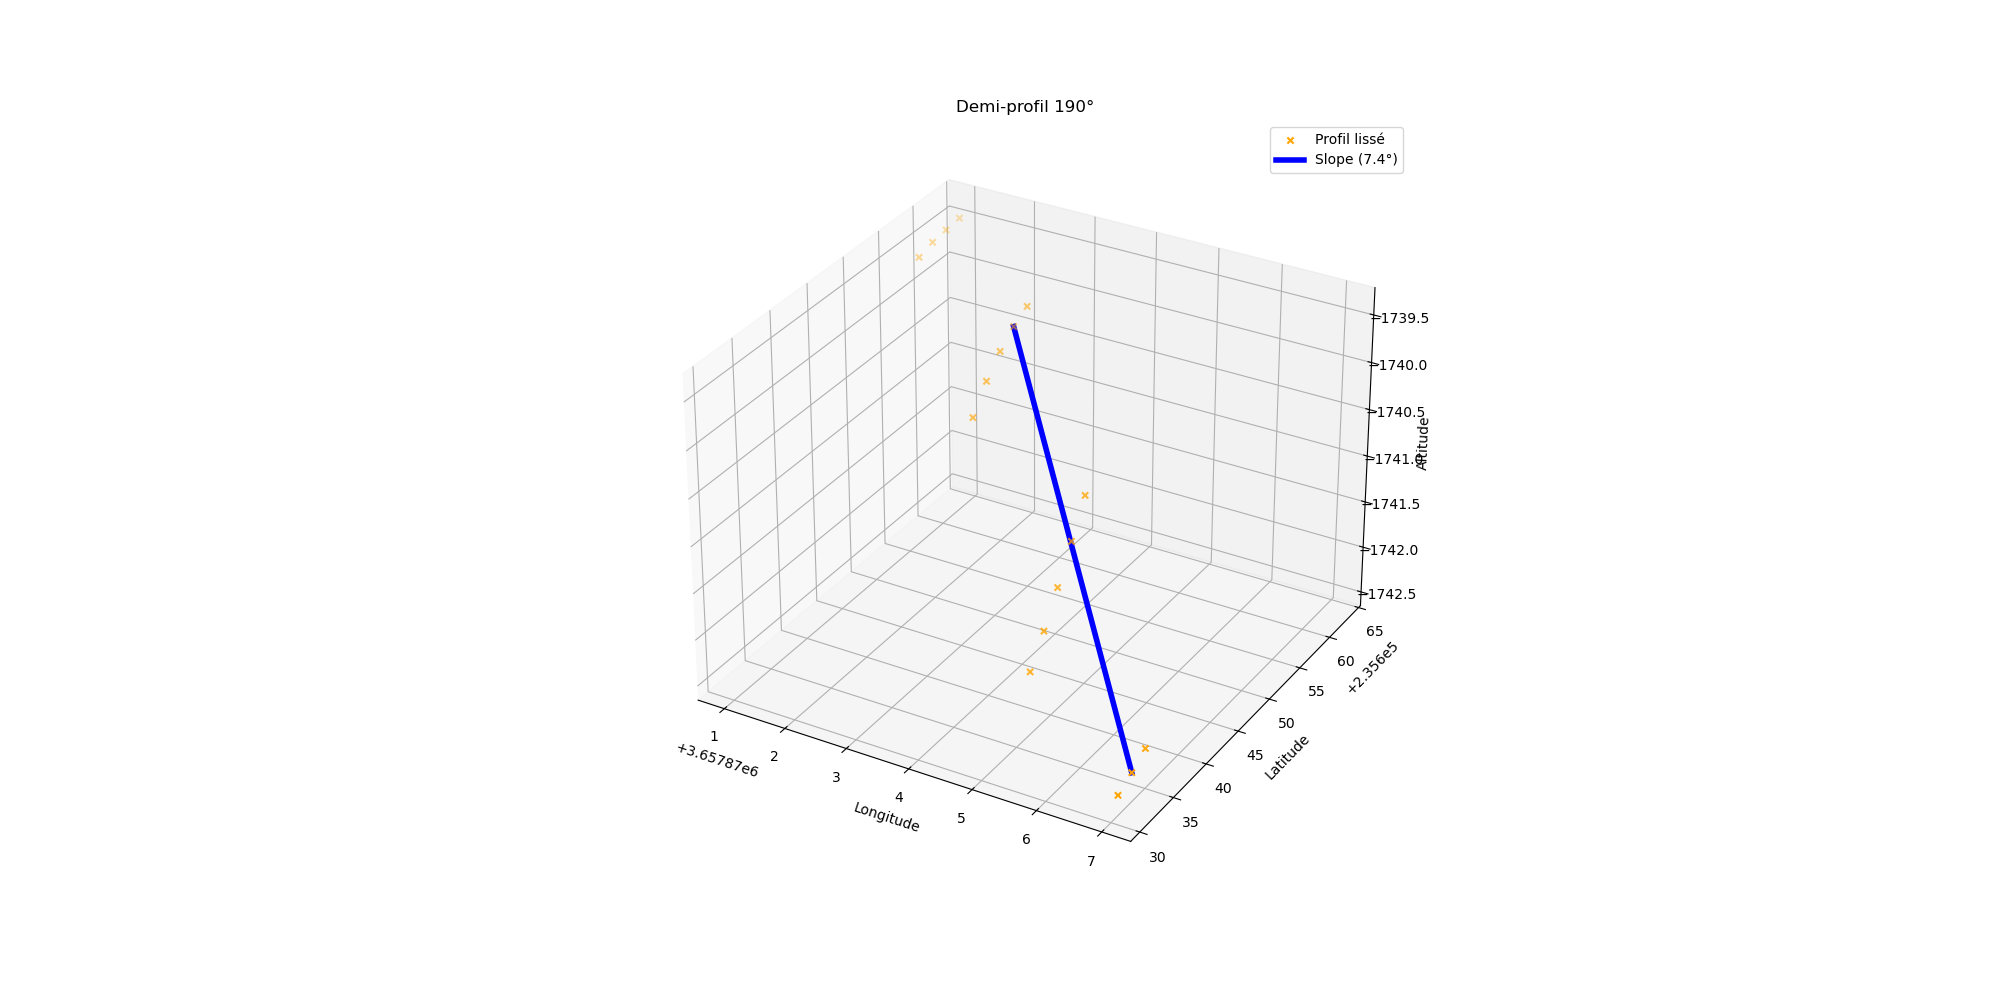 Demi-profil 190°
Profil lissé
Slope (7.4°)
−1739.5
−1740.0
−1740.5
−1741.0
−1741.5
−1742.0
−1742.5
Altitude
65
60
55
50
45
40
35
30
+2.356e5
Latitude
1
2
3
4
5
6
7
+3.65787e6
Longitude